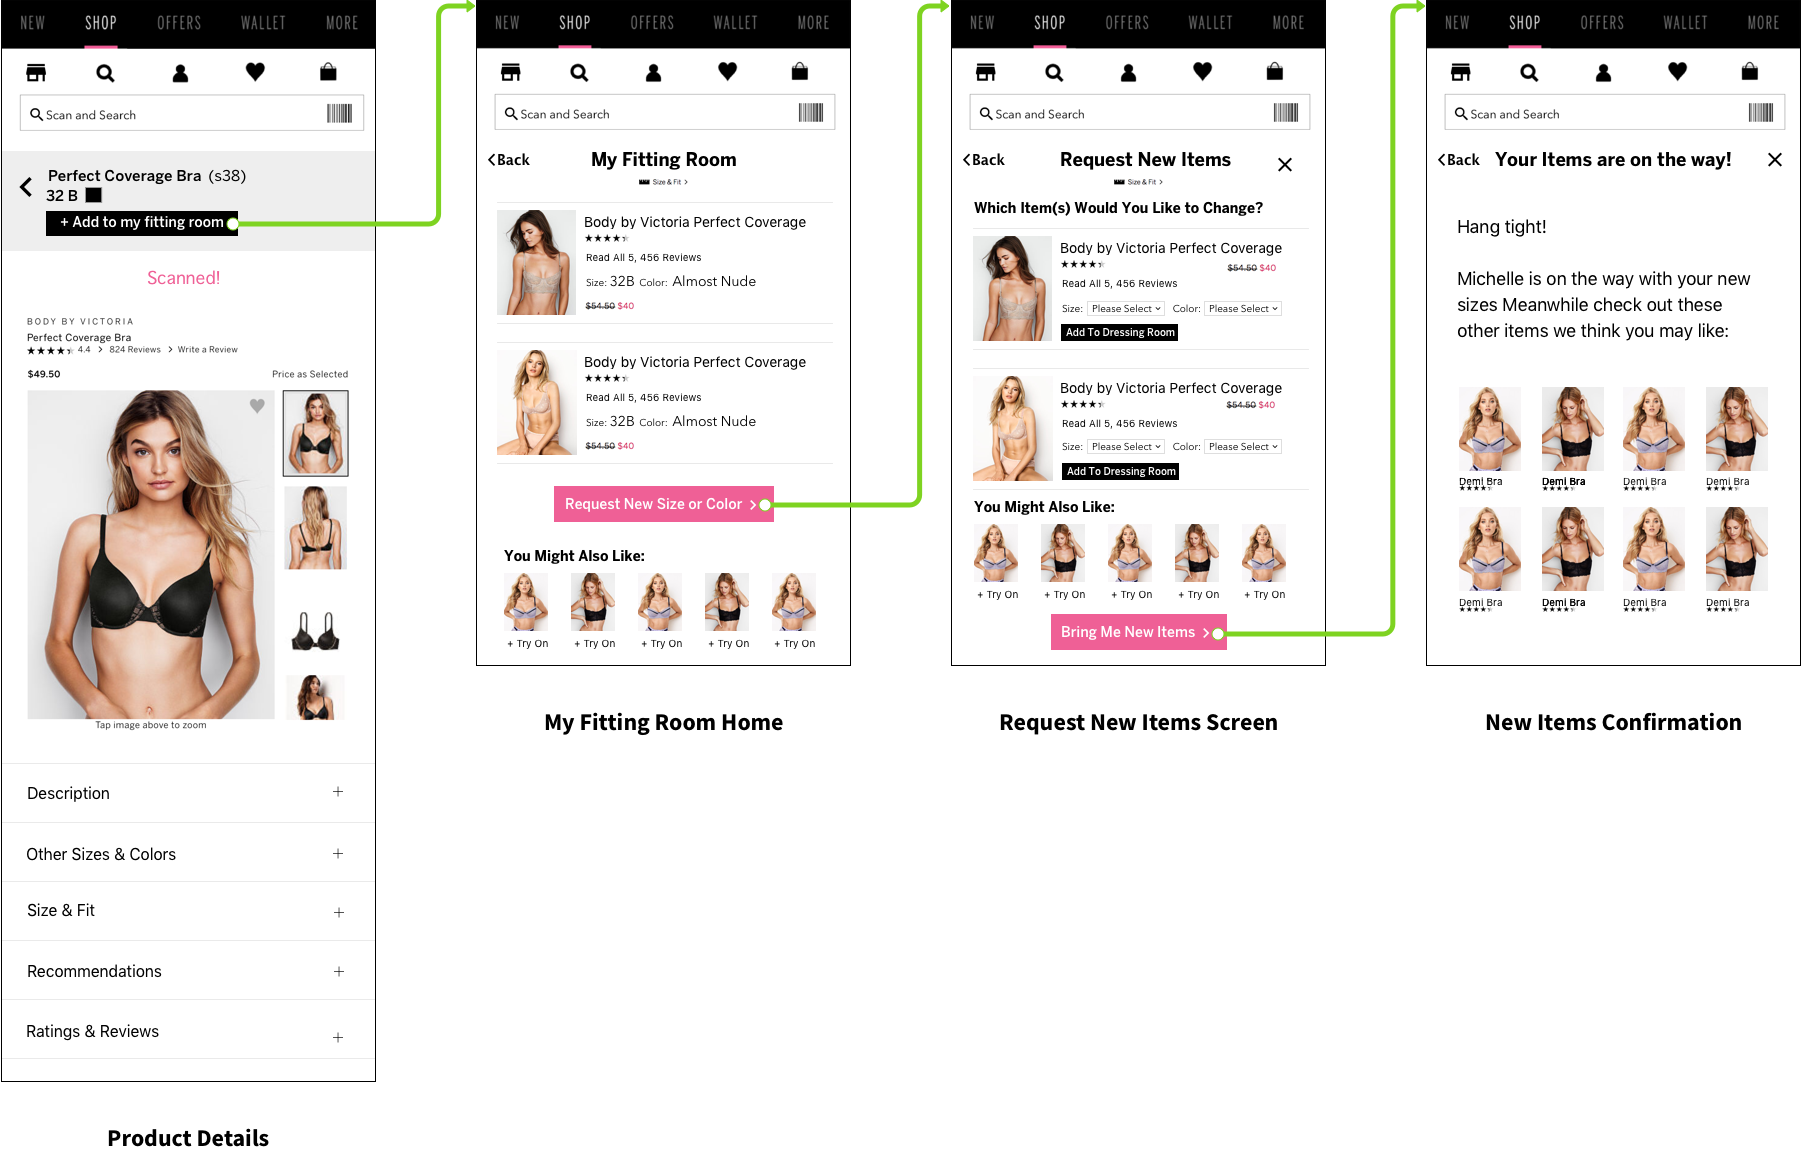 NEW SHOP OFFERS WALLET MORE
Scan and Search
Perfect Coverage Bra (s38)
32 B
+ Add to my fitting room
Scanned!
BODY BY VICTORIA
Perfect Coverage Bra
4.4 > 824 Reviews > Write a Review
$49.50 Price as Selected
Tap image above to zoom
Description +
Other Sizes & Colors +
Size & Fit +
Recommendations +
Ratings & Reviews +
Product Details
NEW SHOP OFFERS WALLET MORE
Scan and Search
<Back My Fitting Room
Size & Fit >
Body by Victoria Perfect Coverage
Read All 5, 456 Reviews
Size: 32B Color: Almost Nude
$54.50 $40
Body by Victoria Perfect Coverage
Read All 5, 456 Reviews
Size: 32B Color: Almost Nude
$54.50 $40
Request New Size or Color >
You Might Also Like:
+ Try On + Try On + Try On + Try On + Try On
My Fitting Room Home
NEW SHOP OFFERS WALLET MORE
Scan and Search
<Back Request New Items
Size & Fit >
Which Item(s) Would You Like to Change?
Body by Victoria Perfect Coverage
$54.50 $40
Read All 5, 456 Reviews
Size: Please Select Color: Please Select
Add To Dressing Room
Body by Victoria Perfect Coverage
$54.50 $40
Read All 5, 456 Reviews
Size: Please Select Color: Please Select
Add To Dressing Room
You Might Also Like:
+ Try On + Try On + Try On + Try On + Try On
Bring Me New Items >
Request New Items Screen
NEW SHOP OFFERS WALLET MORE
Scan and Search
<Back Your Items are on the way!
Hang tight!
Michelle is on the way with your new
sizes Meanwhile check out these
other items we think you may like:
Demi Bra Demi Bra Demi Bra Demi Bra
Demi Bra Demi Bra Demi Bra Demi Bra
New Items Confirmation